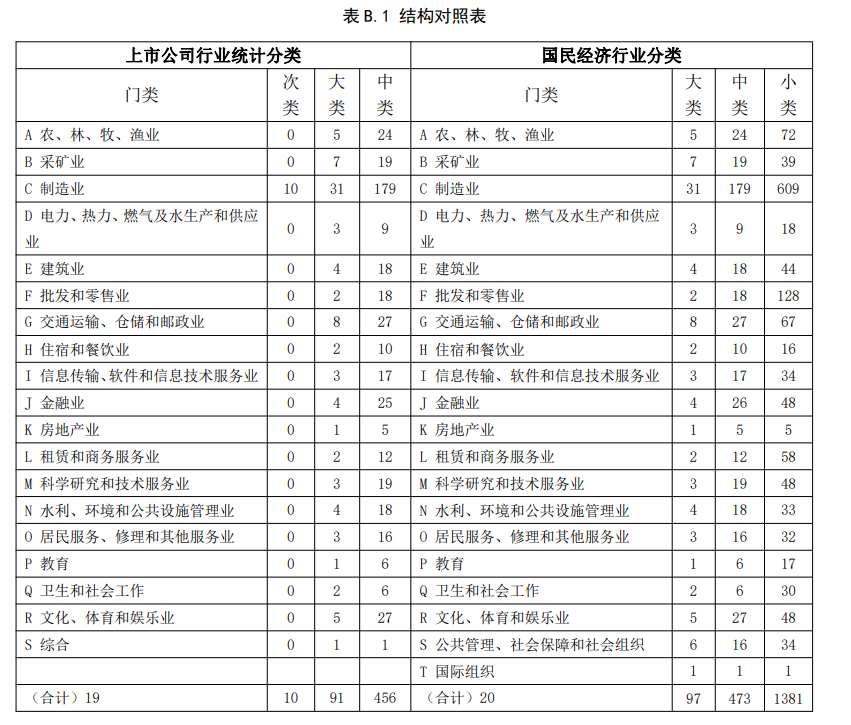 表 B.1 结构对照表
上市公司行业统计分类 国民经济行业分类
门类 次类 大类 中类 门类 大类 中类 小类
A 农、林、牧、渔业 0 5 24 A 农、林、牧、渔业 5 24 72
B 采矿业 0 7 19 B 采矿业 7 19 39
C 制造业 10 31 179 C 制造业 31 179 609
D 电力、热力、燃气及水生产和供应业 0 3 9 D 电力、热力、燃气及水生产和供应业 3 9 18
E 建筑业 0 4 18 E 建筑业 4 18 44
F 批发和零售业 0 2 18 F 批发和零售业 2 18 128
G 交通运输、仓储和邮政业 0 8 27 G 交通运输、仓储和邮政业 8 27 67
H 住宿和餐饮业 0 2 10 H 住宿和餐饮业 2 10 16
I 信息传输、软件和信息技术服务业 0 3 17 I 信息传输、软件和信息技术服务业 3 17 34
J 金融业 0 4 25 J 金融业 4 26 48
K 房地产业 0 1 5 K 房地产业 1 5 5
L 租赁和商务服务业 0 2 12 L 租赁和商务服务业 2 12 58
M 科学研究和技术服务业 0 3 19 M 科学研究和技术服务业 3 19 48
N 水利、环境和公共设施管理业 0 4 18 N 水利、环境和公共设施管理业 4 18 33
O 居民服务、修理和其他服务业 0 3 16 O 居民服务、修理和其他服务业 3 16 32
P 教育 0 1 6 P 教育 1 6 17
Q 卫生和社会工作 0 2 6 Q 卫生和社会工作 2 6 30
R 文化、体育和娱乐业 0 5 27 R 文化、体育和娱乐业 5 27 48
S 综合 0 1 1 S 公共管理、社会保障和社会组织 6 16 34
T 国际组织 1 1 1
（合计）19 10 91 456 （合计）20 97 473 1381